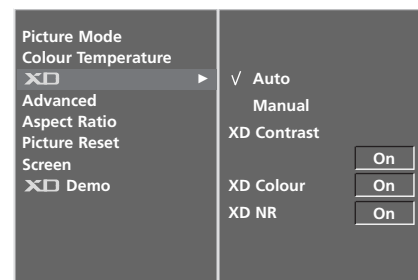 Picture Mode
Colour Temperature
XD
Advanced
Aspect Ratio
Picture Reset
Screen
XD Demo
√ Auto
Manual
XD Contrast
On
XD Colour On
XD NR On